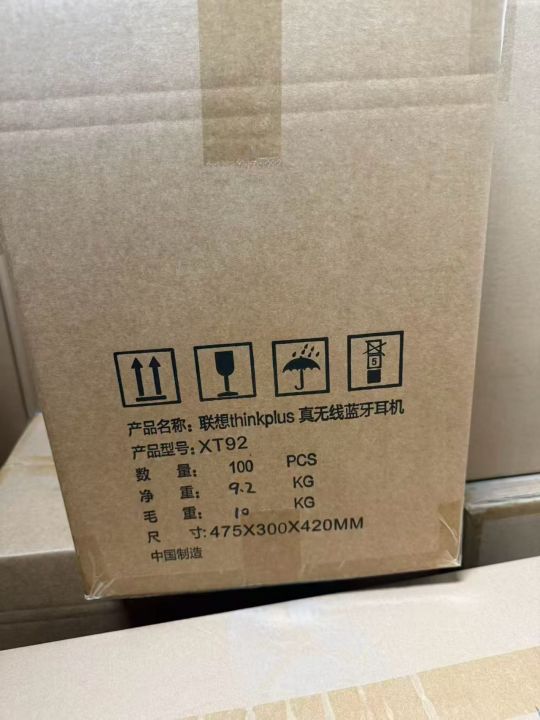 5
产品名称: 联想thinkplus 真无线蓝牙耳机
产品型号: XT92
数 量: 100 PCS
净 重: 9.2 KG
毛 重: 10 KG
尺 寸: 475X300X420MM
中国制造